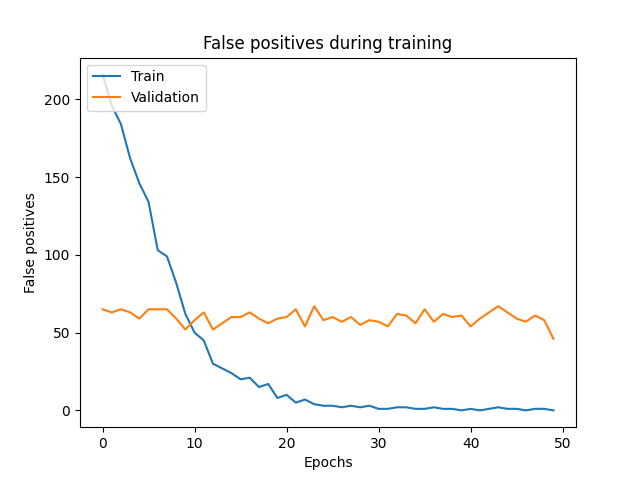 False positives during training
Train
Validation
200
150
100
50
0
False positives
0 10 20 30 40 50
Epochs